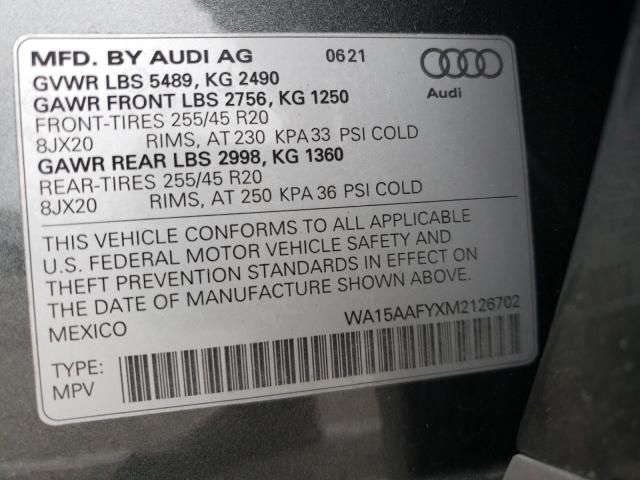 MFD. BY AUDI AG 0621
GVWR LBS 5489, KG 2490
GAWR FRONT LBS 2756, KG 1250
Audi
FRONT-TIRES 255/45 R20
8JX20 RIMS, AT 230 KPA 33 PSI COLD
GAWR REAR LBS 2998, KG 1360
REAR-TIRES 255/45 R20
8JX20 RIMS, AT 250 KPA 36 PSI COLD
THIS VEHICLE CONFORMS TO ALL APPLICABLE
U.S. FEDERAL MOTOR VEHICLE SAFETY AND
THEFT PREVENTION STANDARDS IN EFFECT ON
THE DATE OF MANUFACTURE SHOWN ABOVE.
MEXICO WA15AAFYXM2126702
TYPE:
MPV